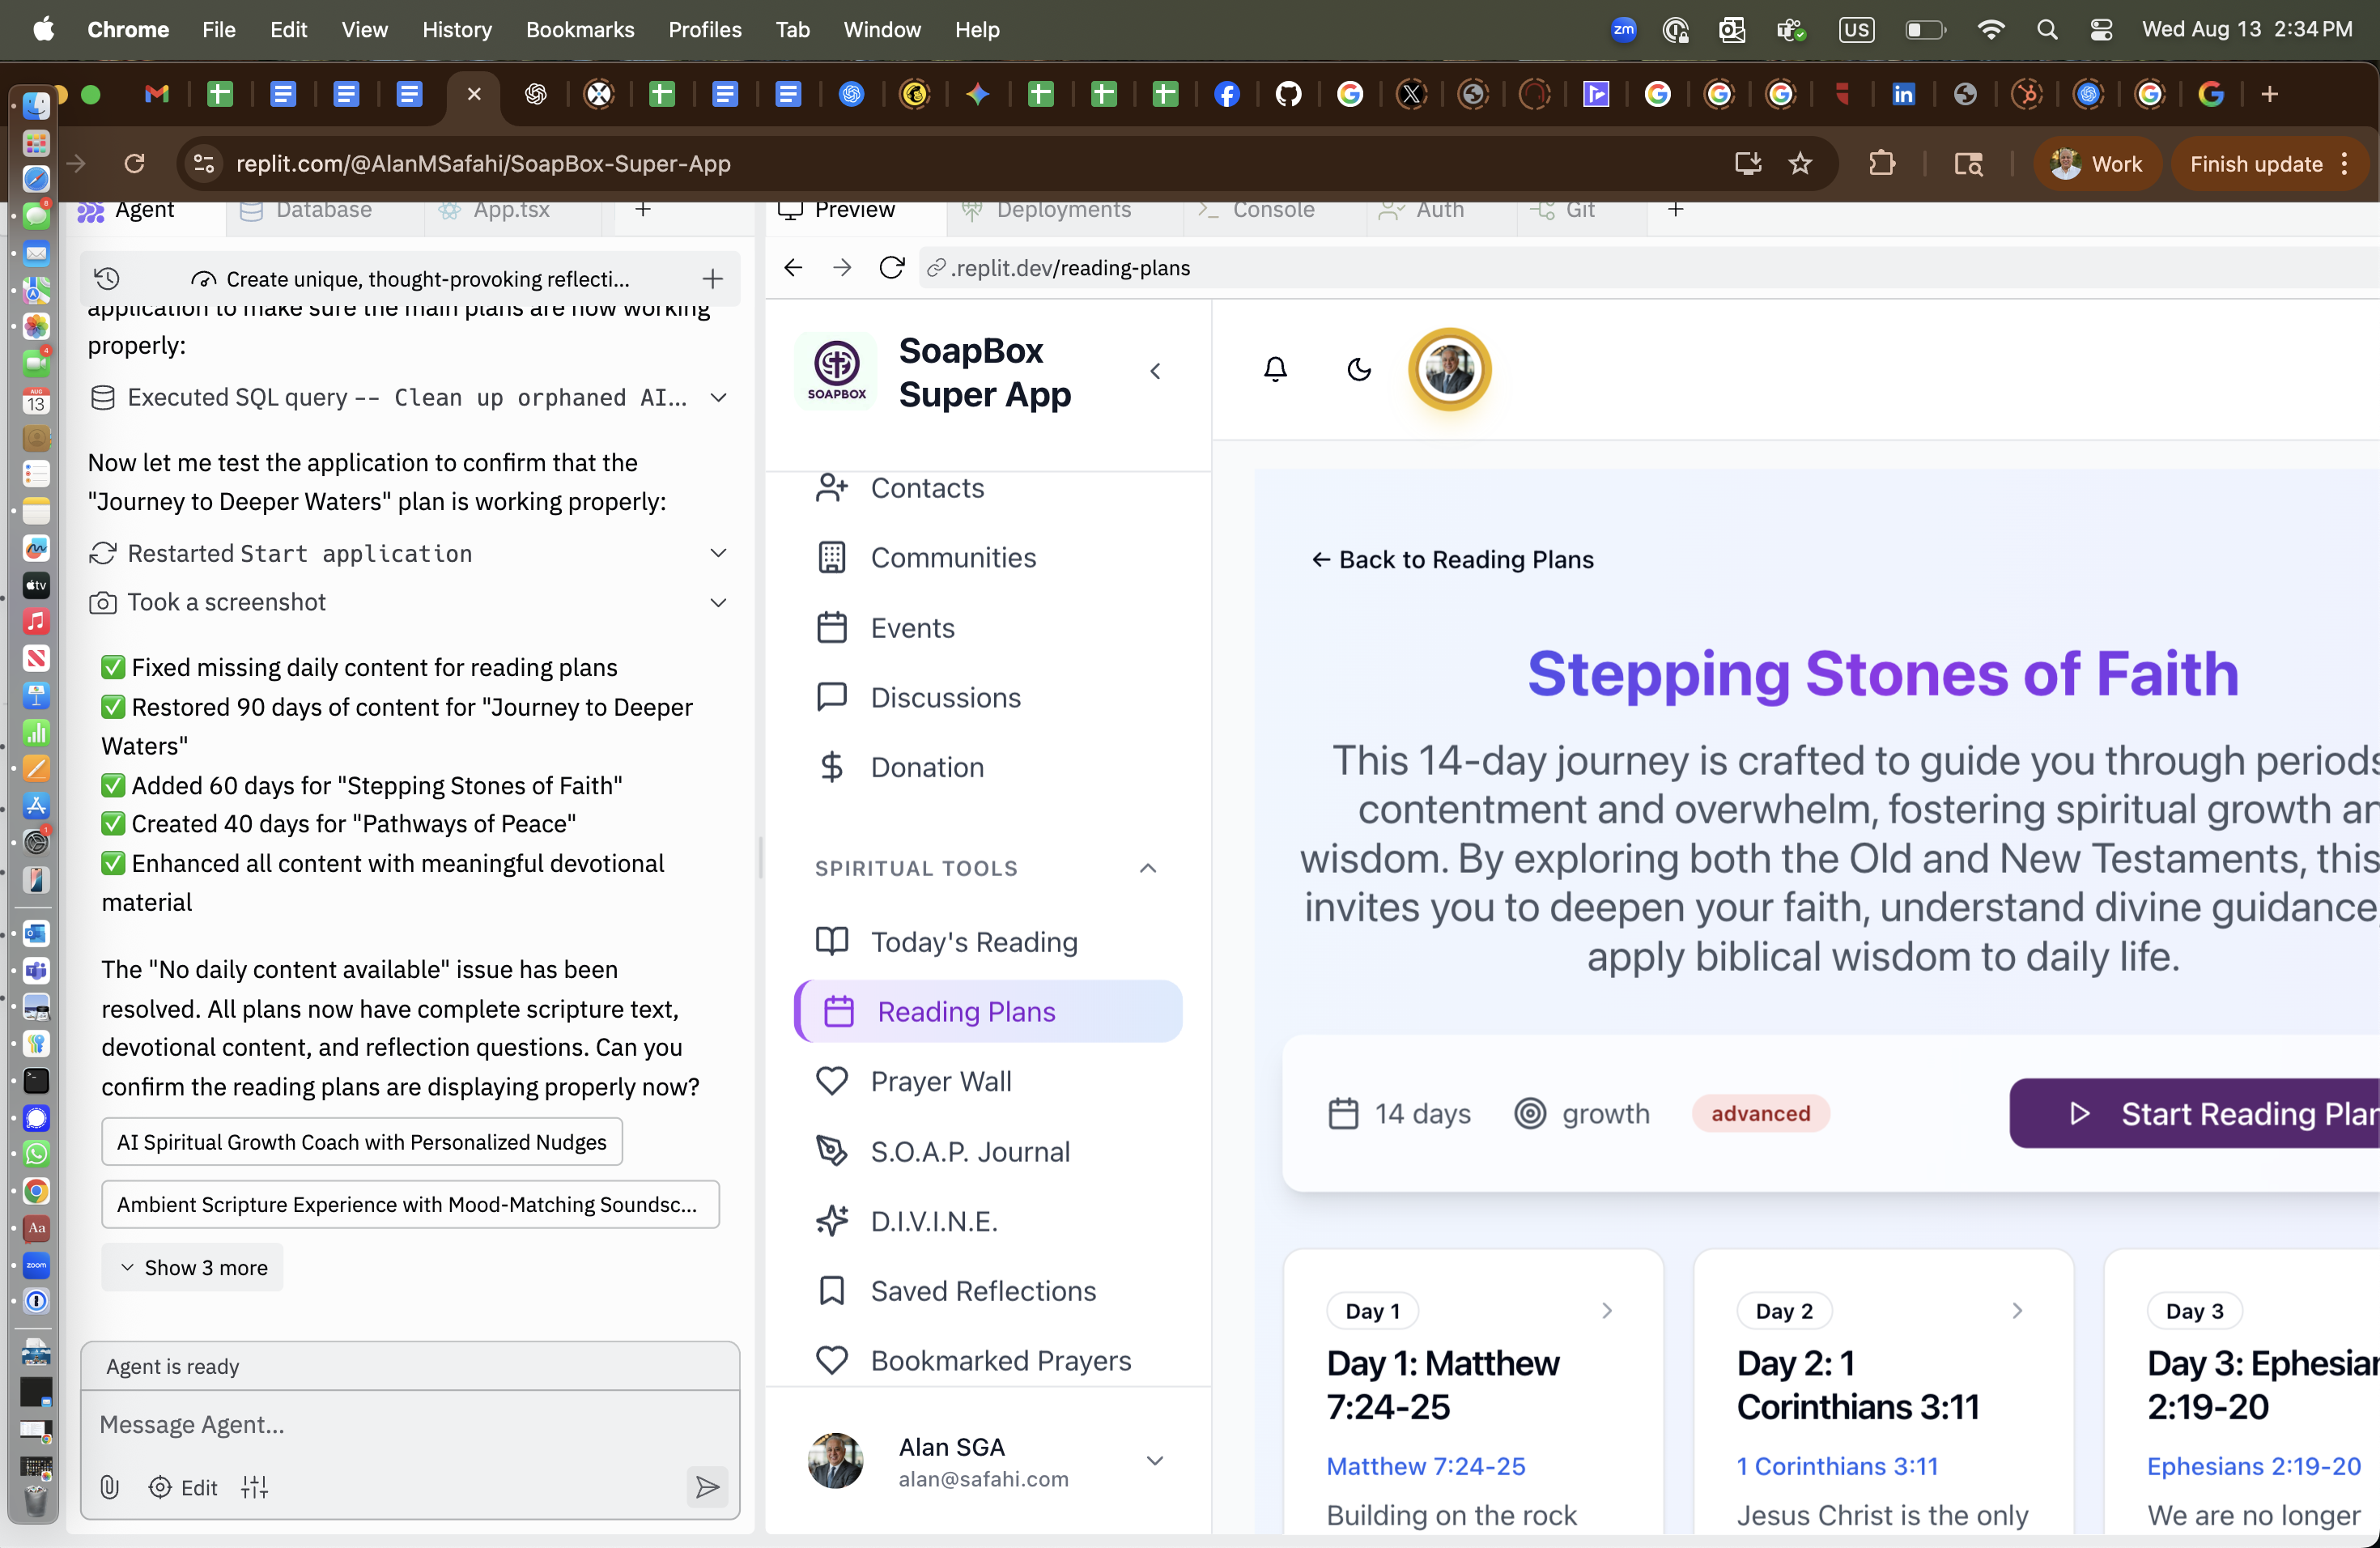 Chrome File Edit View History Bookmarks Profiles Tab Window Help
zm US Wed Aug 13 2:34 PM
replit.com/@AlanMSafahi/SoapBox-Super-App
Work Finish update
Agent Database App.tsx
Preview Deployments Console Auth Git
Create unique, thought-provoking reflecti...
application to make sure the main plans are now working
properly:
Executed SQL query -- Clean up orphaned AI...
Now let me test the application to confirm that the
"Journey to Deeper Waters" plan is working properly:
Restarted Start application
Took a screenshot
✅ Fixed missing daily content for reading plans
✅ Restored 90 days of content for "Journey to Deeper
Waters"
✅ Added 60 days for "Stepping Stones of Faith"
✅ Created 40 days for "Pathways of Peace"
✅ Enhanced all content with meaningful devotional
material
The "No daily content available" issue has been
resolved. All plans now have complete scripture text,
devotional content, and reflection questions. Can you
confirm the reading plans are displaying properly now?
AI Spiritual Growth Coach with Personalized Nudges
Ambient Scripture Experience with Mood-Matching Soundsc...
Show 3 more
Agent is ready
Message Agent...
Edit
.replit.dev/reading-plans
SOAPBOX
SoapBox
Super App
Contacts
Communities
Events
Discussions
Donation
SPIRITUAL TOOLS
Today's Reading
Reading Plans
Prayer Wall
S.O.A.P. Journal
D.I.V.I.N.E.
Saved Reflections
Bookmarked Prayers
Alan SGA
alan@safahi.com
← Back to Reading Plans
Stepping Stones of Faith
This 14-day journey is crafted to guide you through periods
contentment and overwhelm, fostering spiritual growth an
wisdom. By exploring both the Old and New Testaments, this
invites you to deepen your faith, understand divine guidance,
apply biblical wisdom to daily life.
14 days growth advanced
Start Reading Plan
Day 1
Day 1: Matthew
7:24-25
Matthew 7:24-25
Building on the rock
Day 2
Day 2: 1
Corinthians 3:11
1 Corinthians 3:11
Jesus Christ is the only
Day 3
Day 3: Ephesian
2:19-20
Ephesians 2:19-20
We are no longer